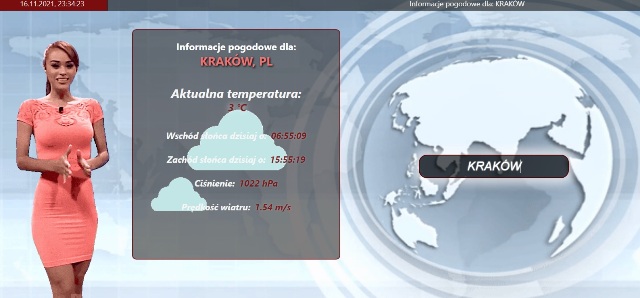 16.11.2021, 23:34:23
Informacje pogodowe dla: KRAKÓW
Informacje pogodowe dla:
KRAKÓW, PL
Aktualna temperatura:
3 °C
Wschód słońca dzisiaj o: 06:55:09
Zachód słońca dzisiaj o: 15:55:19
Ciśnienie: 1022 hPa
Prędkość wiatru: 1.54 m/s
KRAKÓW